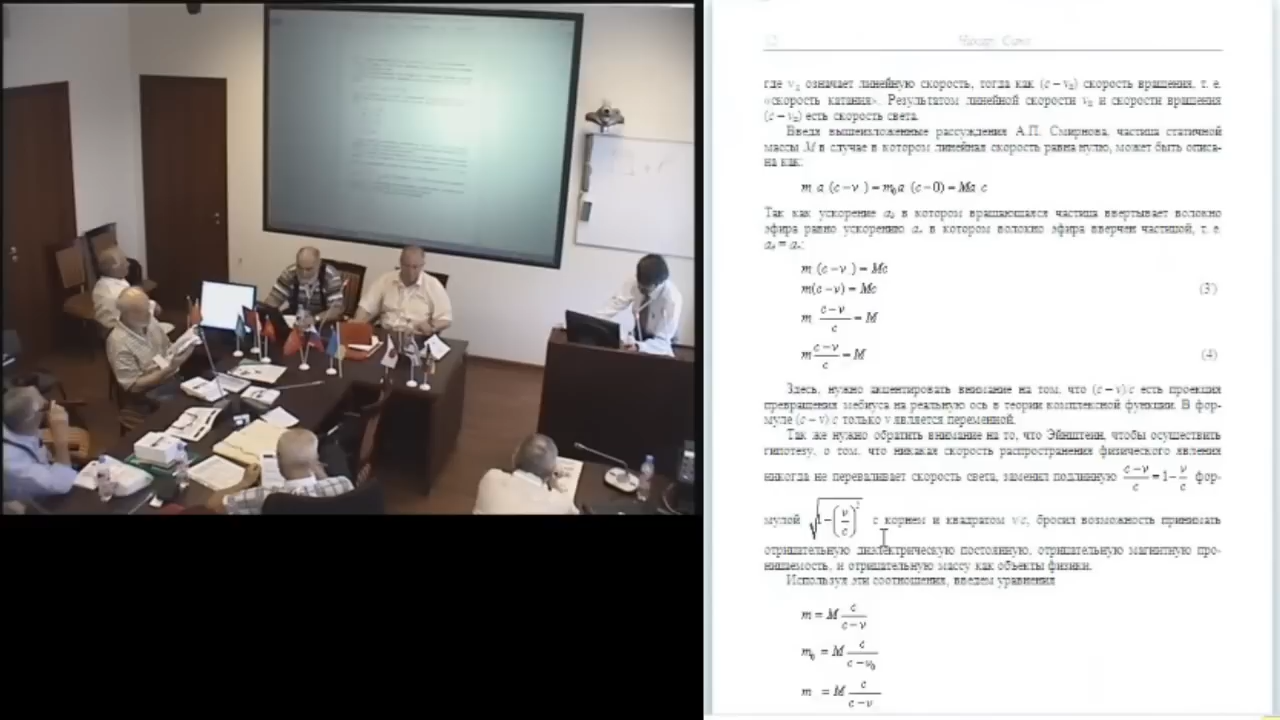 где v₀ означает линейную скорость, тогда как (c – v₀) скорость вращения, т. е.
«скорость катания». Результатом линейной скорости v₀ и скорости вращения
(c – v₀) есть скорость света.
Введя вышеизложенные рассуждения А.П. Смирнова, частица статичной
массы M в случае в котором линейная скорость равна нулю, может быть описа-
на как:
m a (c – v ) = m₀a (c – 0) = Ma c
Так как ускорение в котором вращающаяся частица ввертывает волокно
эфира равно ускорению в котором волокно эфира вверчен частицей, т. е.
m (c – v ) = Mc
m(c – v) = Mc (3)
m (c – v)/c = M
m (c – v)/c = M (4)
Здесь, нужно акцентировать внимание на том, что (c – v) c есть проекция
превращения мебиуса на реальную ось в теории комплексной функции. В фор-
муле (c – v) c только v является переменной.
Так же нужно обратить внимание на то, что Эйнштейн, чтобы осуществить
гипотезу, о том, что никакая скорость распространения физического явления
никогда не переваливает скорость света, заменил подлинную (c – v)/c = 1 – v/c фор-
мулой √(1 – (v/c)²) с корнем и квадратом v/c, бросил возможность принимать
отрицательную диэлектрическую постоянную, отрицательную магнитную про-
ницаемость, и отрицательную массу как объекты физики.
Используя эти соотношения, введем уравнения
m = M c/(c – v)
m₀ = M c/(c – v₀)
m = M c/(c – v)